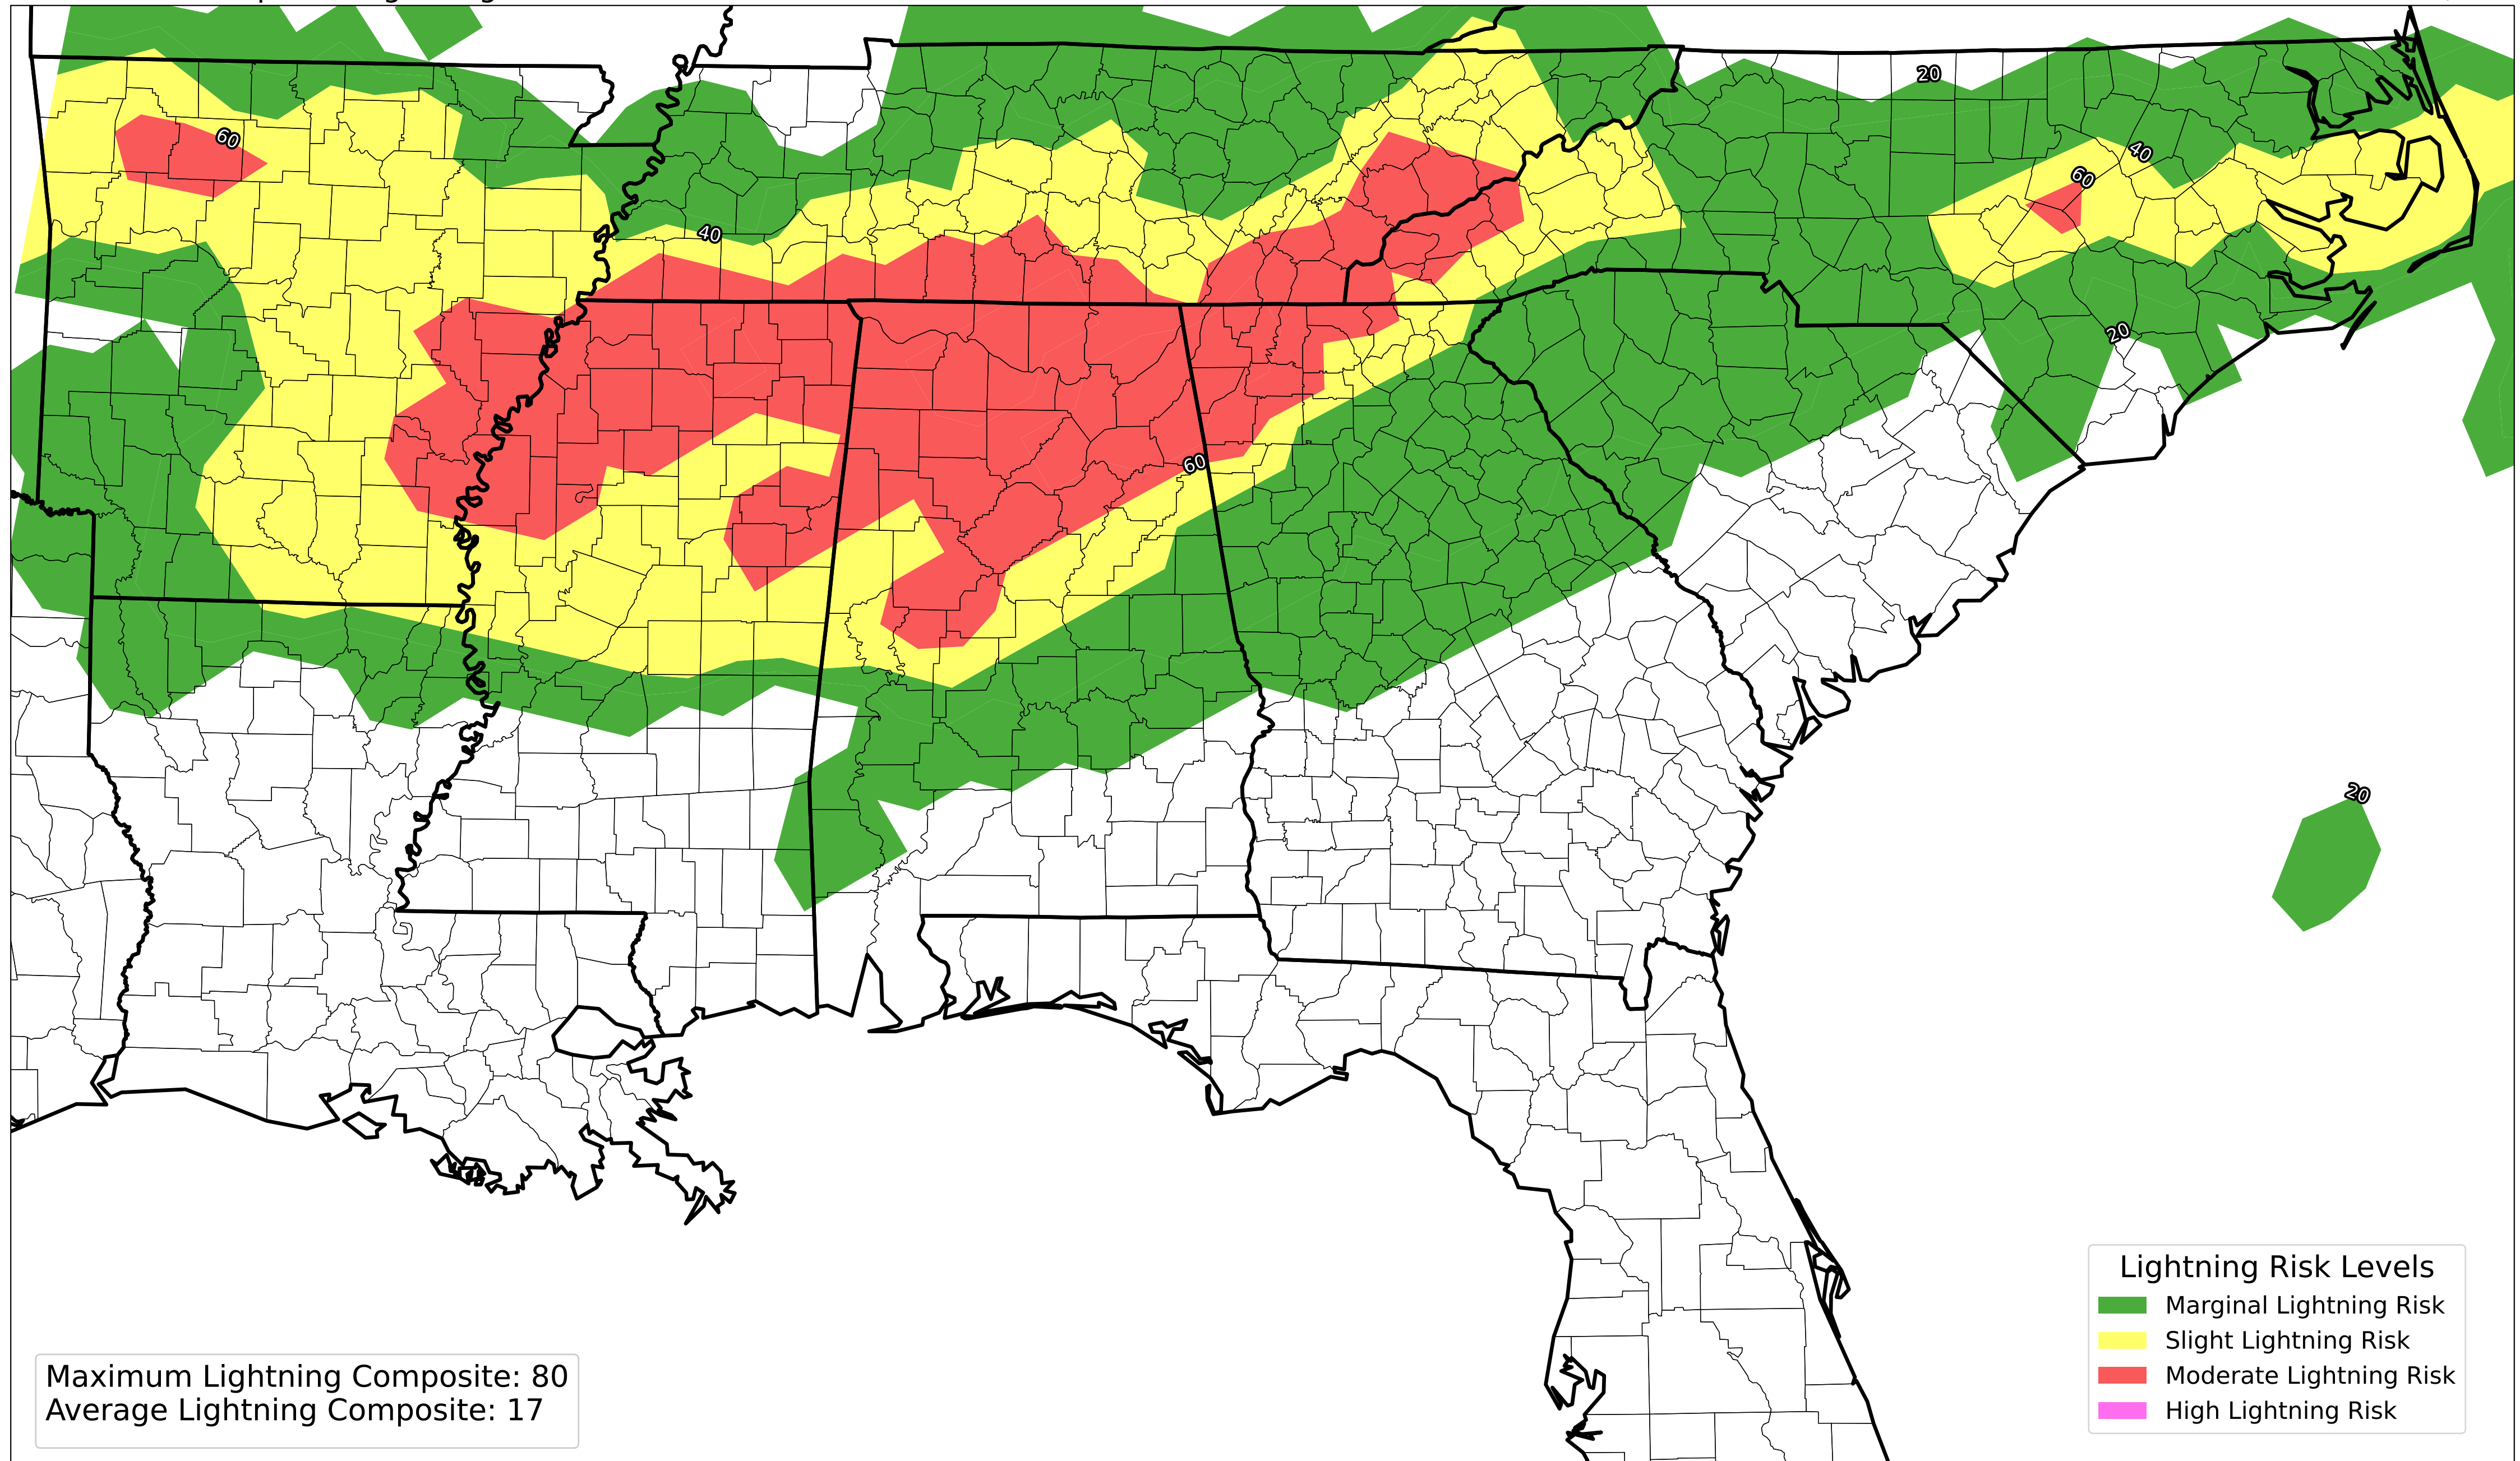 20
60
40
60
40
20
60
20
Lightning Risk Levels
Marginal Lightning Risk
Slight Lightning Risk
Moderate Lightning Risk
High Lightning Risk
Maximum Lightning Composite: 80
Average Lightning Composite: 17